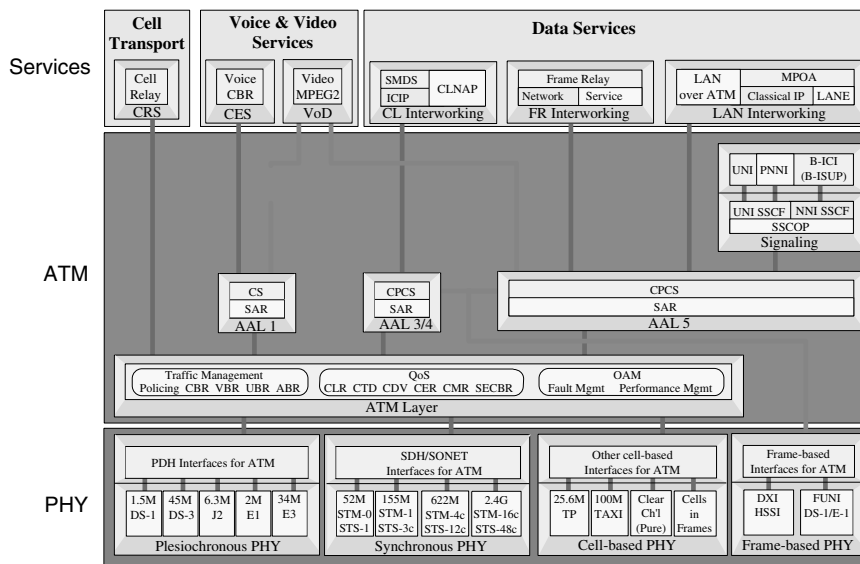 Services
Cell
Transport
Cell
Relay
CRS
Voice & Video
Services
Voice
CBR
CES
Video
MPEG2
VoD
Data Services
SMDS
ICIP
CLNAP
CL Interworking
Frame Relay
Network
Service
FR Interworking
LAN
over ATM
MPOA
Classical IP
LANE
LAN Interworking
ATM
UNI
PNNI
B-ICI
(B-ISUP)
UNI SSCF
NNI SSCF
SSCOP
Signaling
CS
SAR
AAL 1
CPCS
SAR
AAL 3/4
CPCS
SAR
AAL 5
Traffic Management
Policing CBR VBR UBR ABR
QoS
CLR CTD CDV CER CMR SECBR
OAM
Fault Mgmt Performance Mgmt
ATM Layer
PHY
PDH Interfaces for ATM
1.5M
DS-1
45M
DS-3
6.3M
J2
2M
E1
34M
E3
Plesiochronous PHY
SDH/SONET
Interfaces for ATM
52M
STM-0
STS-1
155M
STM-1
STS-3c
622M
STM-4c
STS-12c
2.4G
STM-16c
STS-48c
Synchronous PHY
Other cell-based
Interfaces for ATM
25.6M
TP
100M
TAXI
Clear
Ch'l
(Pure)
Cells
in
Frames
Cell-based PHY
Frame-based
Interfaces for ATM
DXI
HSSI
FUNI
DS-1/E-1
Frame-based PHY